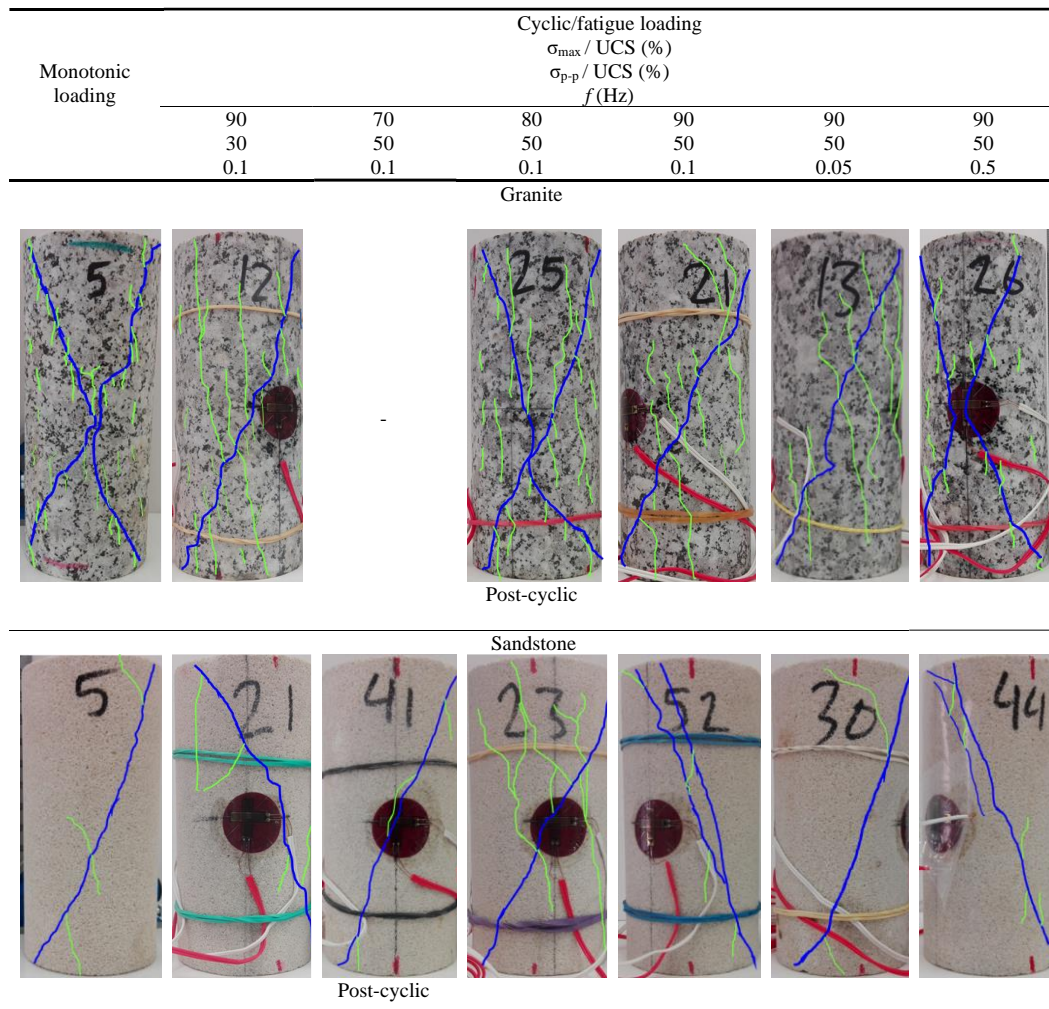 Monotonic
loading
Cyclic/fatigue loading
σmax / UCS (%)
σp-p / UCS (%)
f (Hz)
90 70 80 90 90 90
30 50 50 50 50 50
0.1 0.1 0.1 0.1 0.05 0.5
Granite
5 12 - 25 21 13 26
Post-cyclic
Sandstone
5 21 41 23 52 30 44
Post-cyclic